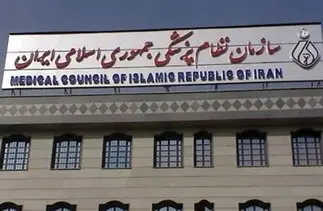 سازمان نظام پزشکی جمهوری اسلامی ایران
MEDICAL COUNCIL OF ISLAMIC REPUBLIC OF IRAN